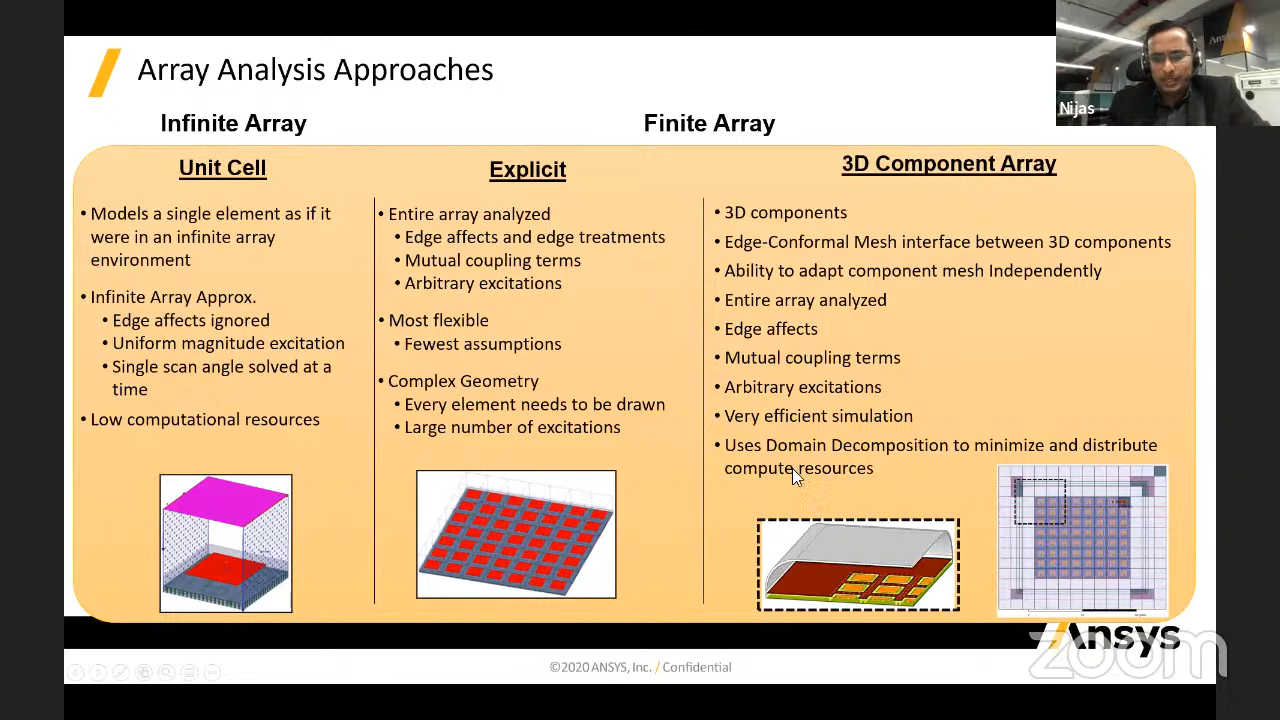 Array Analysis Approaches
Nijas
Infinite Array
Finite Array
Unit Cell
• Models a single element as if it
were in an infinite array
environment
• Infinite Array Approx.
• Edge affects ignored
• Uniform magnitude excitation
• Single scan angle solved at a
time
• Low computational resources
Explicit
• Entire array analyzed
• Edge affects and edge treatments
• Mutual coupling terms
• Arbitrary excitations
• Most flexible
• Fewest assumptions
• Complex Geometry
• Every element needs to be drawn
• Large number of excitations
3D Component Array
• 3D components
• Edge-Conformal Mesh interface between 3D components
• Ability to adapt component mesh Independently
• Entire array analyzed
• Edge affects
• Mutual coupling terms
• Arbitrary excitations
• Very efficient simulation
• Uses Domain Decomposition to minimize and distribute
compute resources
Ansys
zoom
©2020 ANSYS, Inc. / Confidential